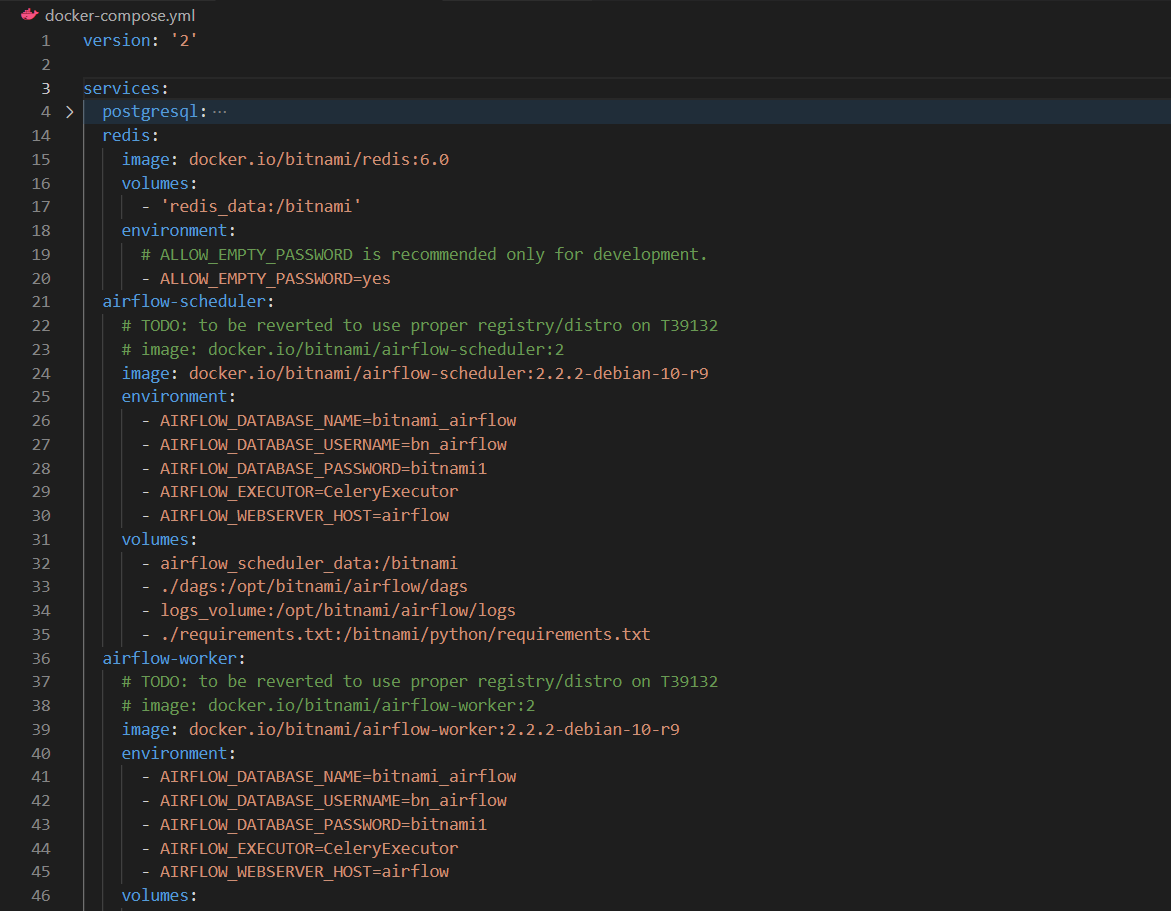 docker-compose.yml
1 version: '2'
2
3 services:
4 postgresql: ···
14 redis:
15 image: docker.io/bitnami/redis:6.0
16 volumes:
17 - 'redis_data:/bitnami'
18 environment:
19 # ALLOW_EMPTY_PASSWORD is recommended only for development.
20 - ALLOW_EMPTY_PASSWORD=yes
21 airflow-scheduler:
22 # TODO: to be reverted to use proper registry/distro on T39132
23 # image: docker.io/bitnami/airflow-scheduler:2
24 image: docker.io/bitnami/airflow-scheduler:2.2.2-debian-10-r9
25 environment:
26 - AIRFLOW_DATABASE_NAME=bitnami_airflow
27 - AIRFLOW_DATABASE_USERNAME=bn_airflow
28 - AIRFLOW_DATABASE_PASSWORD=bitnami1
29 - AIRFLOW_EXECUTOR=CeleryExecutor
30 - AIRFLOW_WEBSERVER_HOST=airflow
31 volumes:
32 - airflow_scheduler_data:/bitnami
33 - ./dags:/opt/bitnami/airflow/dags
34 - logs_volume:/opt/bitnami/airflow/logs
35 - ./requirements.txt:/bitnami/python/requirements.txt
36 airflow-worker:
37 # TODO: to be reverted to use proper registry/distro on T39132
38 # image: docker.io/bitnami/airflow-worker:2
39 image: docker.io/bitnami/airflow-worker:2.2.2-debian-10-r9
40 environment:
41 - AIRFLOW_DATABASE_NAME=bitnami_airflow
42 - AIRFLOW_DATABASE_USERNAME=bn_airflow
43 - AIRFLOW_DATABASE_PASSWORD=bitnami1
44 - AIRFLOW_EXECUTOR=CeleryExecutor
45 - AIRFLOW_WEBSERVER_HOST=airflow
46 volumes: